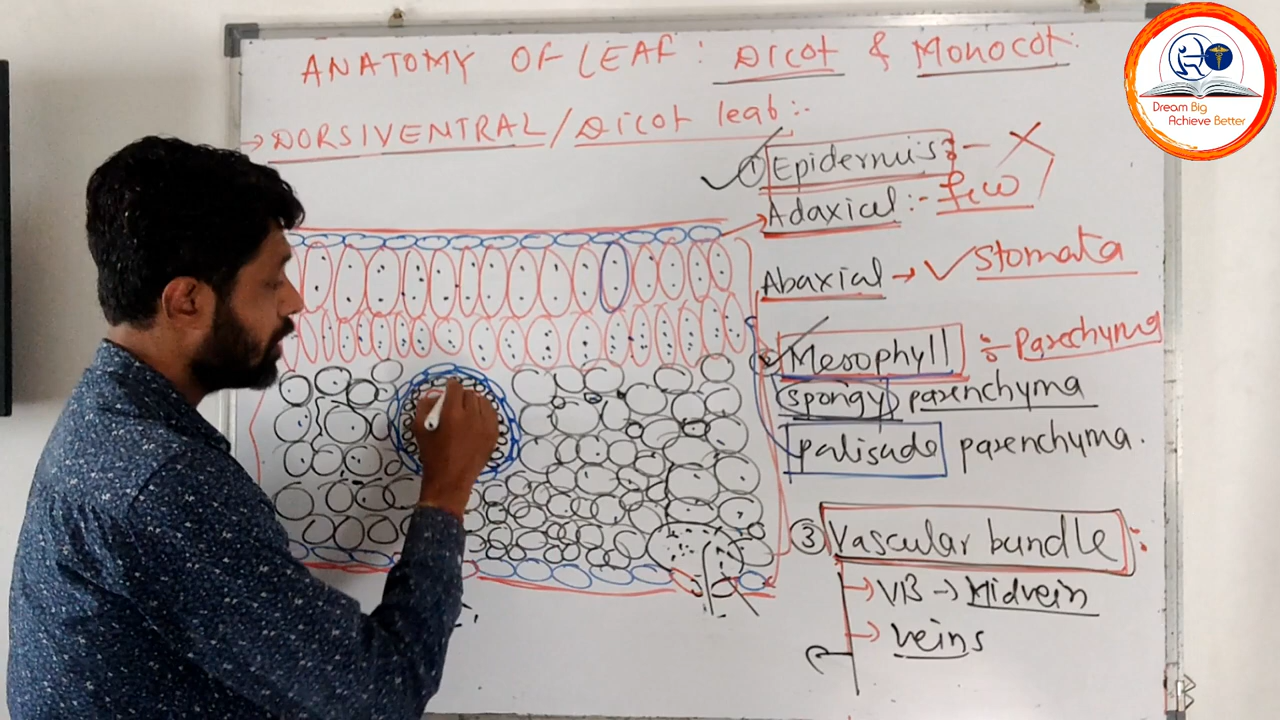 ANATOMY OF LEAF : DICOT & MONOCOT.
→ DORSIVENTRAL / Dicot leaf :-
① Epidermis :- X
Adaxial :- few
Abaxial → ✓ Stomata
Mesophyll :- Parechyma
spongy parenchyma
palisade parenchyma.
③ Vascular bundle :
→ VB → Midvein
→ veins
Dream Big
Achieve Better